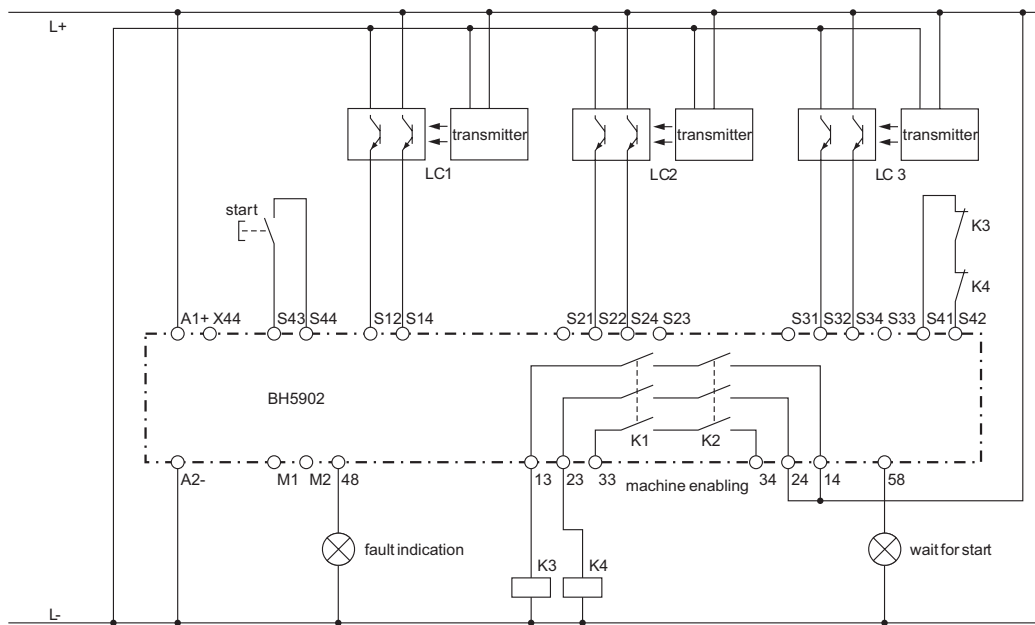 L+
transmitter
transmitter
transmitter
LC1
LC2
LC 3
start
K3
K4
A1+ X44
S43 S44
S12 S14
S21 S22 S24 S23
S31 S32 S34 S33
S41 S42
BH5902
K1
K2
A2-
M1
M2
48
13
23
33
machine enabling
34
24
14
58
fault indication
K3
K4
wait for start
L-